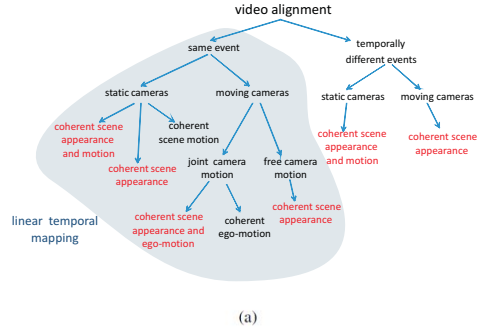 video alignment
same event
temporally
different events
static cameras
moving cameras
static cameras
moving cameras
coherent scene
appearance
and motion
coherent
scene motion
coherent scene
appearance
coherent scene
appearance
and motion
coherent scene
appearance
joint camera
motion
free camera
motion
coherent scene
appearance and
ego-motion
coherent
ego-motion
coherent scene
appearance
linear temporal
mapping
(a)